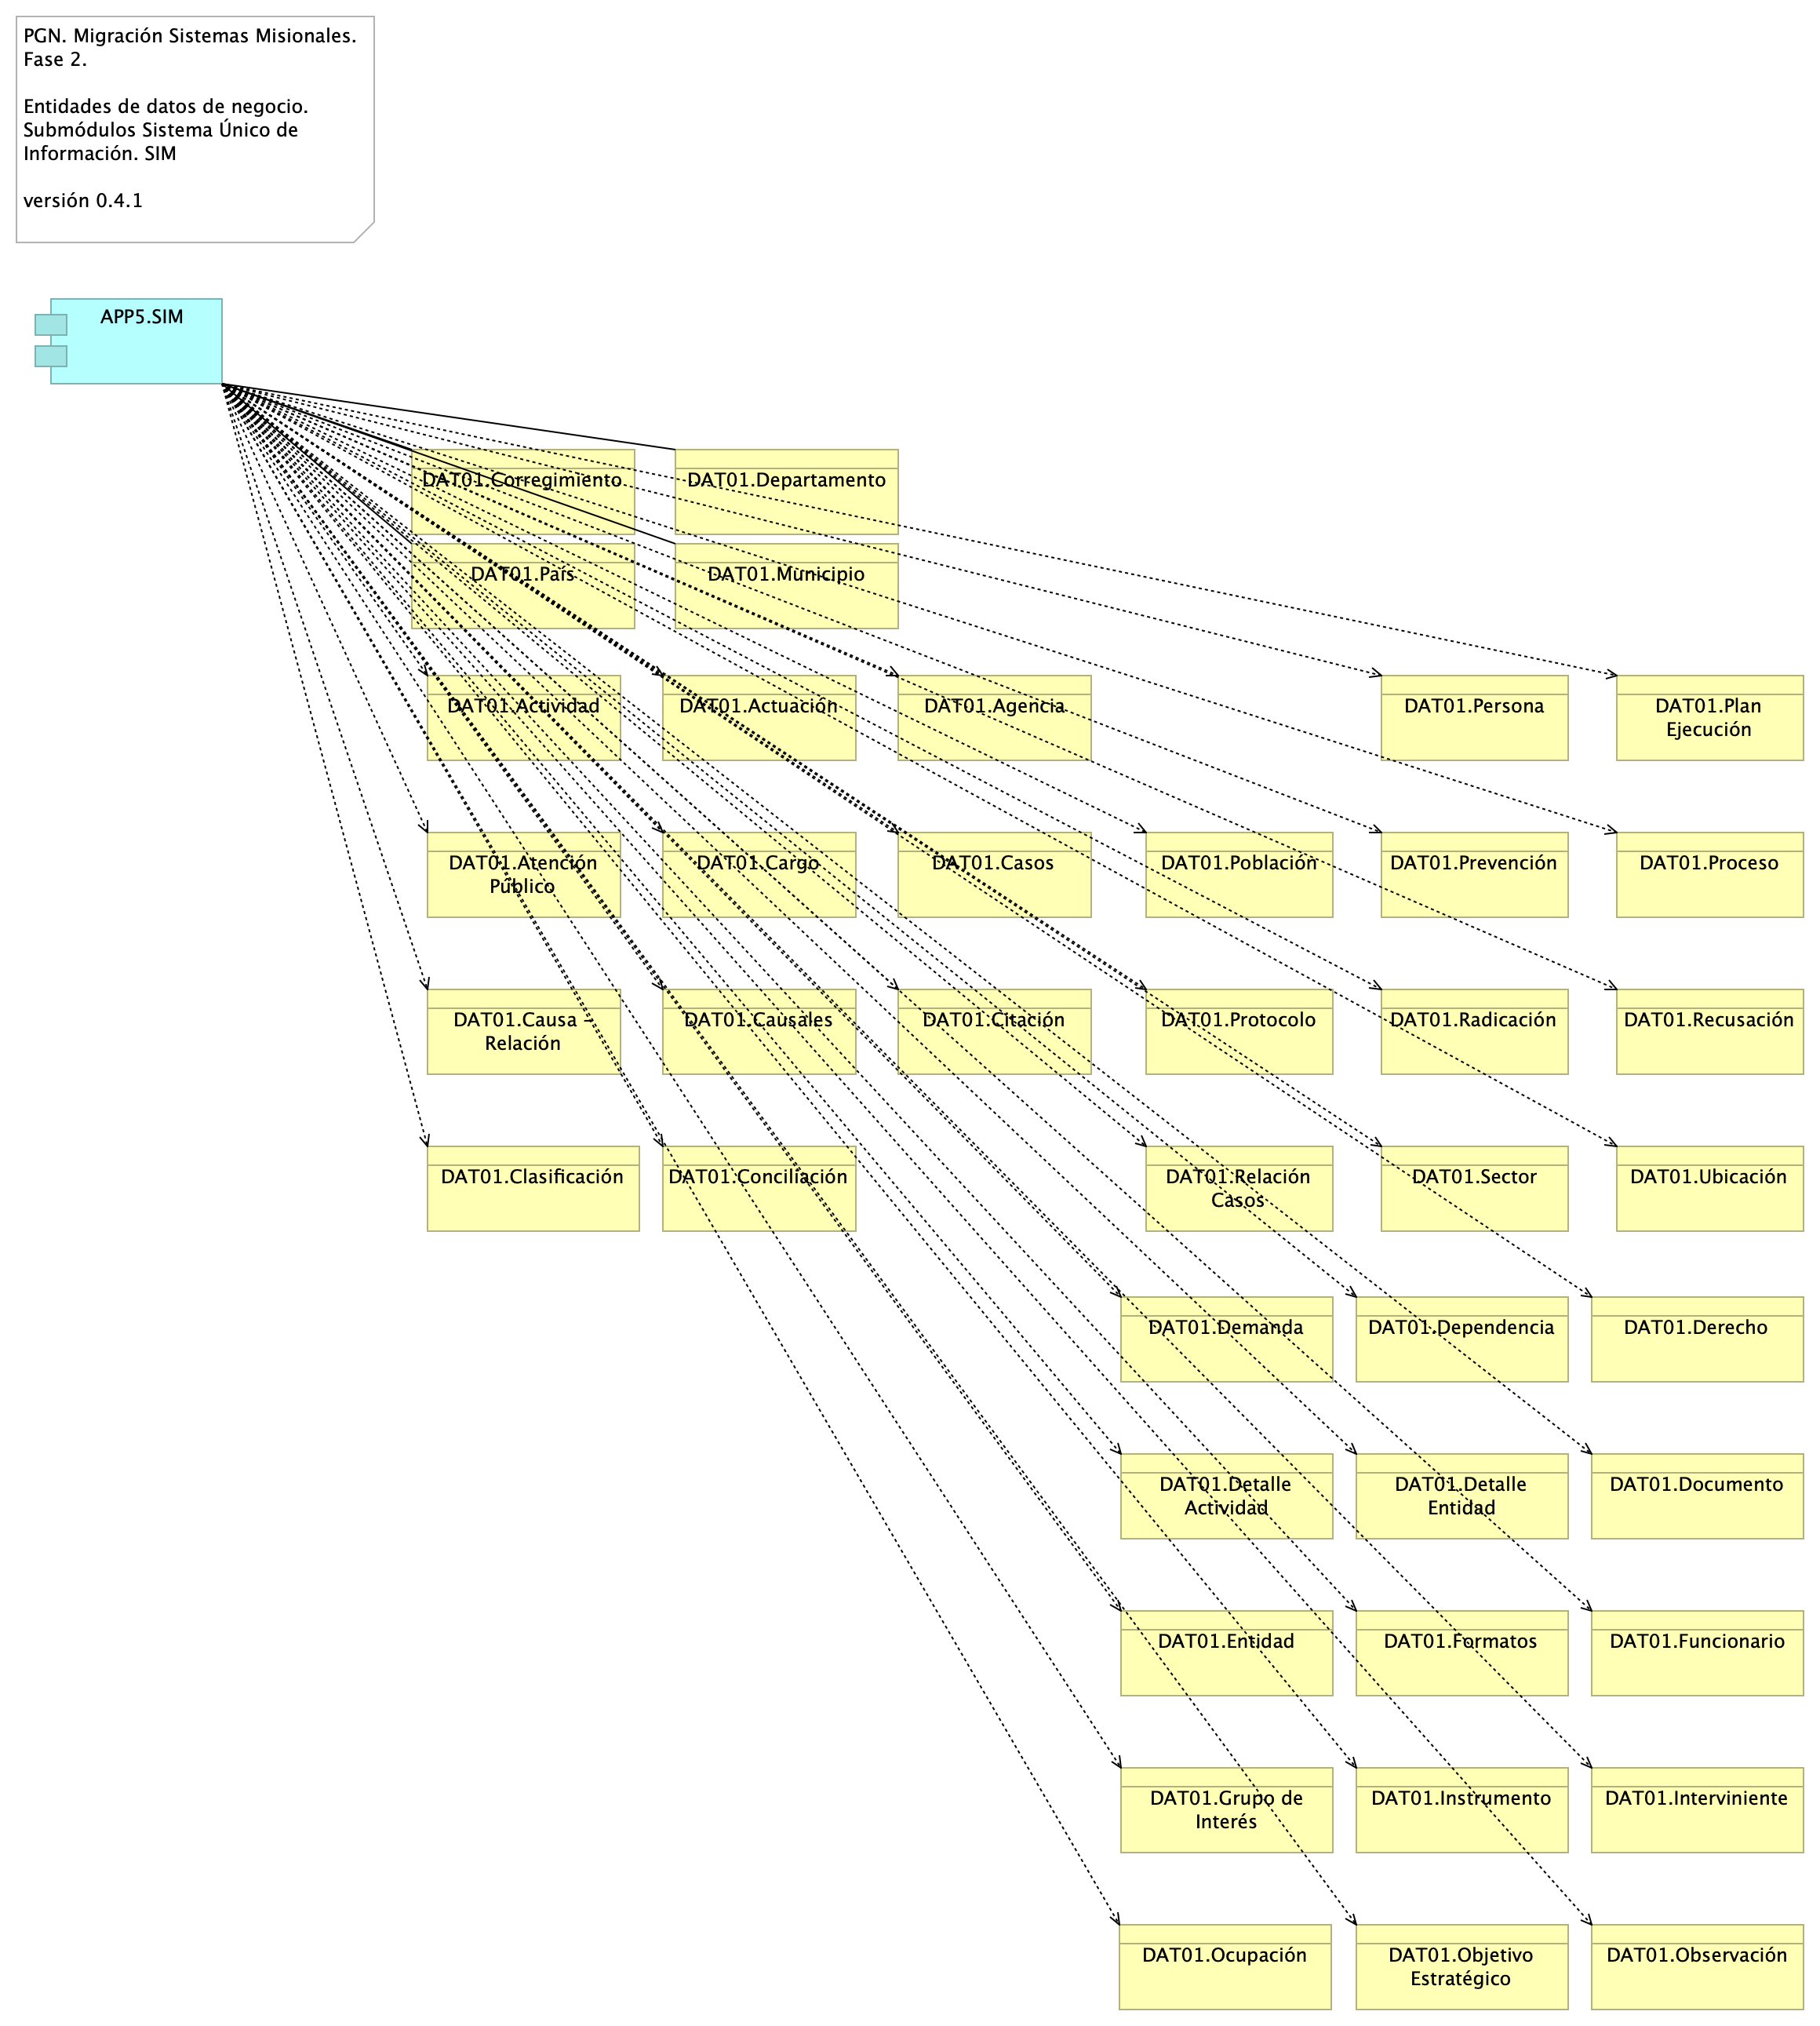 PGN. Migración Sistemas Misionales.
Fase 2.
Entidades de datos de negocio.
Submódulos Sistema Único de
Información. SIM
versión 0.4.1
APP5.SIM
DAT01.Corregimiento
DAT01.Departamento
DAT01.País
DAT01.Municipio
DAT01.Actividad
DAT01.Actuación
DAT01.Agencia
DAT01.Persona
DAT01.Plan
Ejecución
DAT01.Atención
Público
DAT01.Cargo
DAT01.Casos
DAT01.Población
DAT01.Prevención
DAT01.Proceso
DAT01.Causa -
Relación
DAT01.Causales
DAT01.Citación
DAT01.Protocolo
DAT01.Radicación
DAT01.Recusación
DAT01.Clasificación
DAT01.Conciliación
DAT01.Relación
Casos
DAT01.Sector
DAT01.Ubicación
DAT01.Demanda
DAT01.Dependencia
DAT01.Derecho
DAT01.Detalle
Actividad
DAT01.Detalle
Entidad
DAT01.Documento
DAT01.Entidad
DAT01.Formatos
DAT01.Funcionario
DAT01.Grupo de
Interés
DAT01.Instrumento
DAT01.Interviniente
DAT01.Ocupación
DAT01.Objetivo
Estratégico
DAT01.Observación